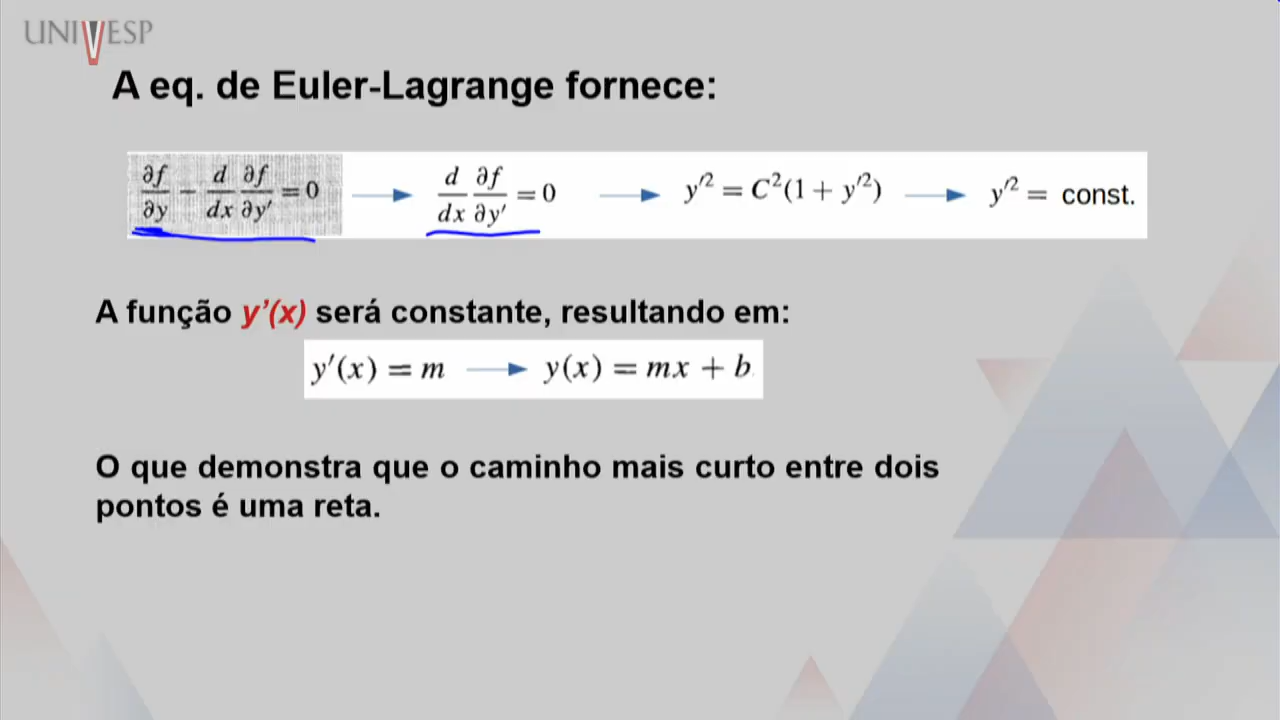 UNIVESP
A eq. de Euler-Lagrange fornece:
∂f/∂y − d/dx ∂f/∂y′ = 0 → d/dx ∂f/∂y′ = 0 → y′² = C²(1 + y′²) → y′² = const.
A função y’(x) será constante, resultando em:
y′(x) = m → y(x) = mx + b
O que demonstra que o caminho mais curto entre dois
pontos é uma reta.